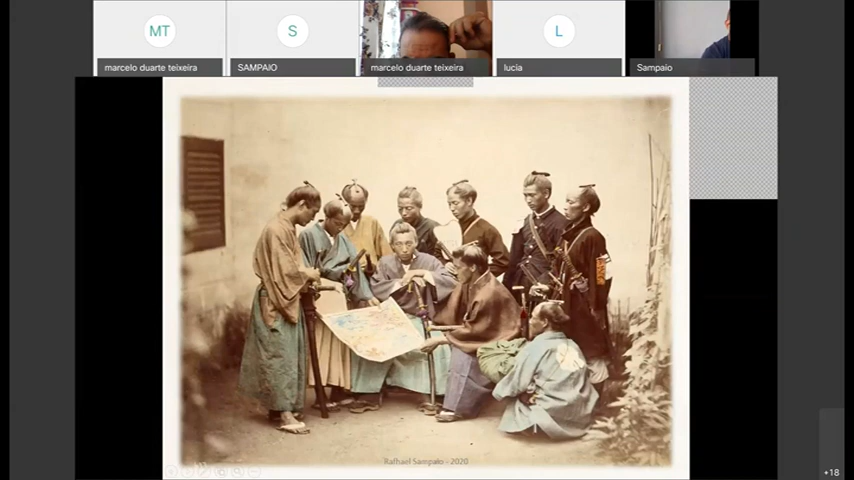 MT
S
L
marcelo duarte teixeira
SAMPAIO
marcelo duarte teixeira
lucia
Sampaio
Rafhael Sampaio - 2020
+18